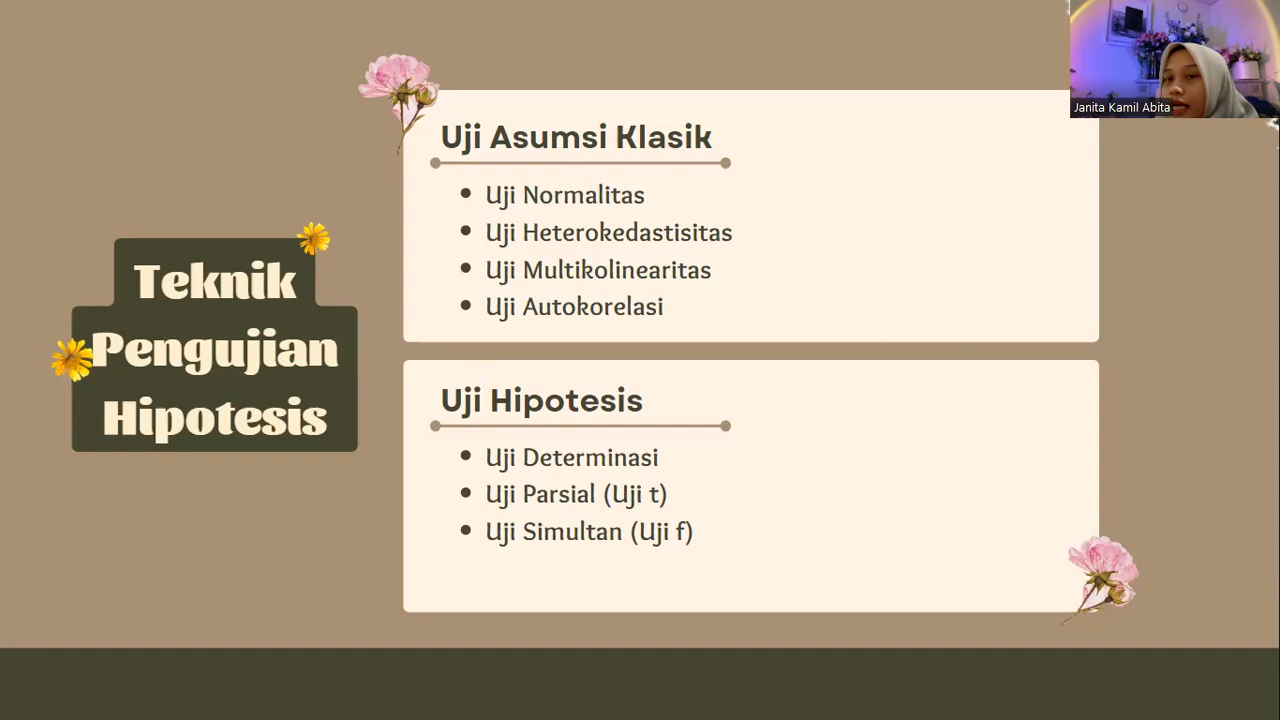 Janita Kamil Abita
Teknik
Pengujian
Hipotesis
Uji Asumsi Klasik
• Uji Normalitas
• Uji Heterokedastisitas
• Uji Multikolinearitas
• Uji Autokorelasi
Uji Hipotesis
• Uji Determinasi
• Uji Parsial (Uji t)
• Uji Simultan (Uji f)